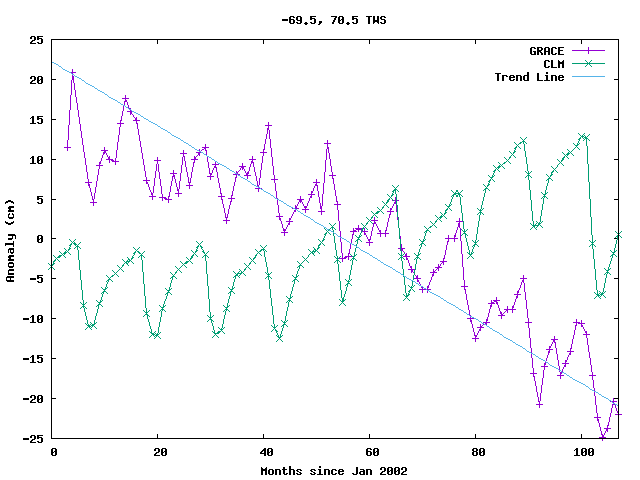 -69.5, 70.5 TWS
GRACE
CLM
Trend Line
25
20
15
10
5
0
-5
-10
-15
-20
-25
Anomaly (cm)
0 20 40 60 80 100
Months since Jan 2002